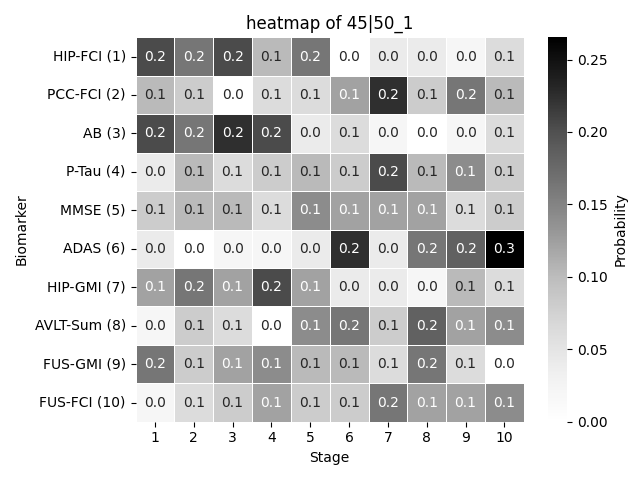 heatmap of 45|50_1
HIP-FCI (1) 0.2 0.2 0.2 0.1 0.2 0.0 0.0 0.0 0.0 0.1
PCC-FCI (2) 0.1 0.1 0.0 0.1 0.1 0.1 0.2 0.1 0.2 0.1
AB (3) 0.2 0.2 0.2 0.2 0.0 0.1 0.0 0.0 0.0 0.1
P-Tau (4) 0.0 0.1 0.1 0.1 0.1 0.1 0.2 0.1 0.1 0.1
MMSE (5) 0.1 0.1 0.1 0.1 0.1 0.1 0.1 0.1 0.1 0.1
ADAS (6) 0.0 0.0 0.0 0.0 0.0 0.2 0.0 0.2 0.2 0.3
HIP-GMI (7) 0.1 0.2 0.1 0.2 0.1 0.0 0.0 0.0 0.1 0.1
AVLT-Sum (8) 0.0 0.1 0.1 0.0 0.1 0.2 0.1 0.2 0.1 0.1
FUS-GMI (9) 0.2 0.1 0.1 0.1 0.1 0.1 0.1 0.2 0.1 0.0
FUS-FCI (10) 0.0 0.1 0.1 0.1 0.1 0.1 0.2 0.1 0.1 0.1
1 2 3 4 5 6 7 8 9 10
Stage
Biomarker
0.25
0.20
0.15
0.10
0.05
0.00
Probability